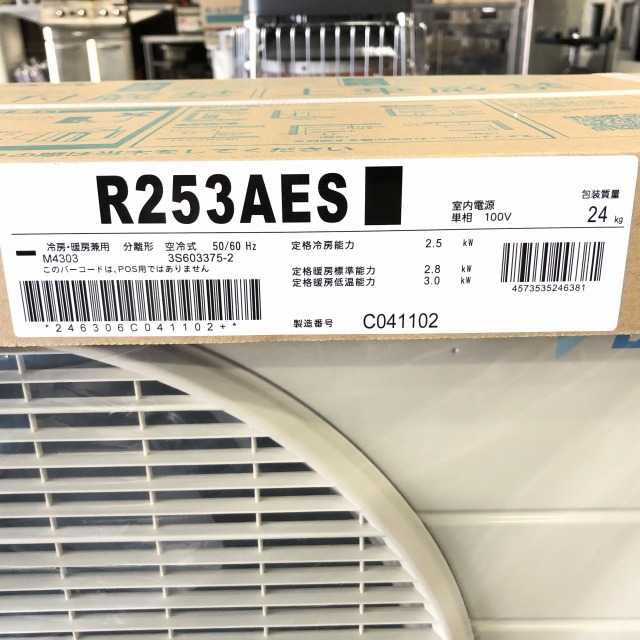 R253AES
室内電源
単相 100V
包装質量
24 kg
冷房・暖房兼用 分離形 空冷式 50/60 Hz
M4303 3S603375-2
このバーコードは、POS用ではありません
*246306C041102+*
定格冷房能力 2.5 kW
定格暖房標準能力 2.8 kW
定格暖房低温能力 3.0 kW
製造番号 C041102
4573535246381